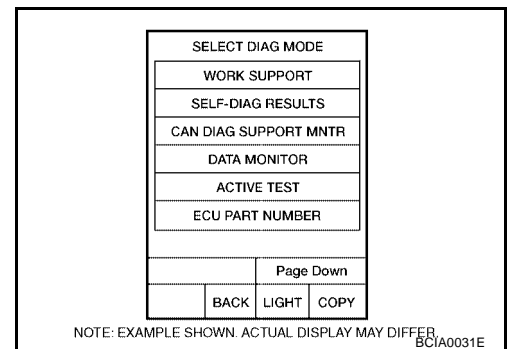 SELECT DIAG MODE
WORK SUPPORT
SELF-DIAG RESULTS
CAN DIAG SUPPORT MNTR
DATA MONITOR
ACTIVE TEST
ECU PART NUMBER
Page Down
BACK LIGHT COPY
NOTE: EXAMPLE SHOWN. ACTUAL DISPLAY MAY DIFFER.
BCIA0031E